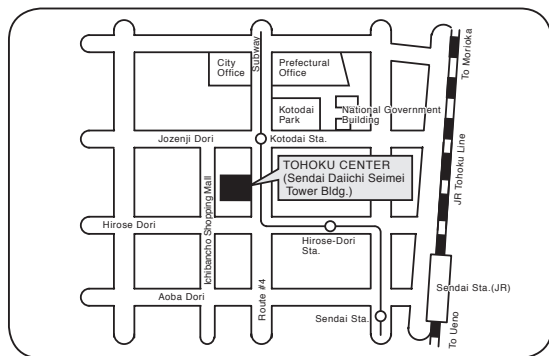 City
Office
Subway
Prefectural
Office
To Morioka
Kotodai
Park
National Government
Building
Jozenji Dori
Kotodai Sta.
TOHOKU CENTER
(Sendai Daiichi Seimei
Tower Bldg.)
JR Tohoku Line
Ichibancho Shopping Mall
Hirose Dori
Hirose-Dori
Sta.
Aoba Dori
Route #4
Sendai Sta.(JR)
Sendai Sta.
To Ueno